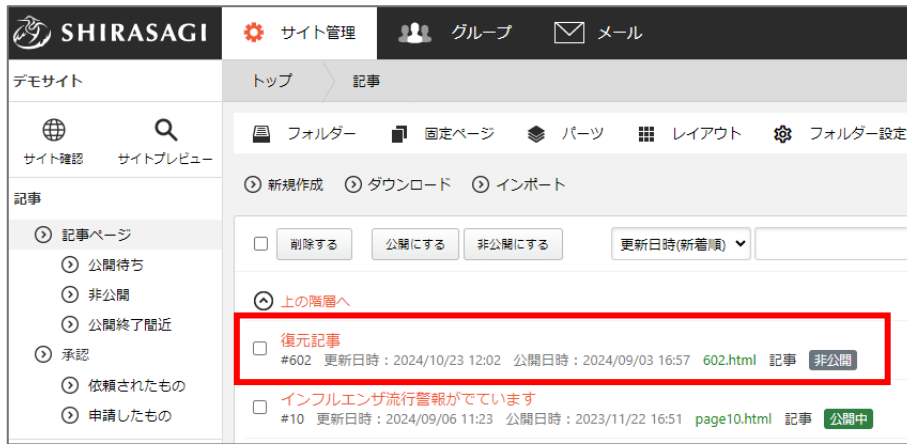 SHIRASAGI サイト管理 グループ メール
デモサイト
トップ 記事
サイト確認 サイトプレビュー
フォルダー 固定ページ パーツ レイアウト フォルダー設定
新規作成 ダウンロード インポート
記事
記事ページ
公開待ち
非公開
公開終了間近
承認
依頼されたもの
申請したもの
削除する 公開にする 非公開にする 更新日時(新着順)
上の階層へ
復元記事
#602 更新日時:2024/10/23 12:02 公開日時:2024/09/03 16:57 602.html 記事 非公開
インフルエンザ流行警報がでています
#10 更新日時:2024/09/06 11:23 公開日時:2023/11/22 16:51 page10.html 記事 公開中